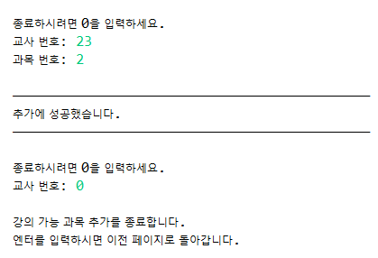 종료하시려면 0을 입력하세요.
교사 번호: 23
과목 번호: 2
추가에 성공했습니다.
종료하시려면 0을 입력하세요.
교사 번호: 0
강의 가능 과목 추가를 종료합니다.
엔터를 입력하시면 이전 페이지로 돌아갑니다.